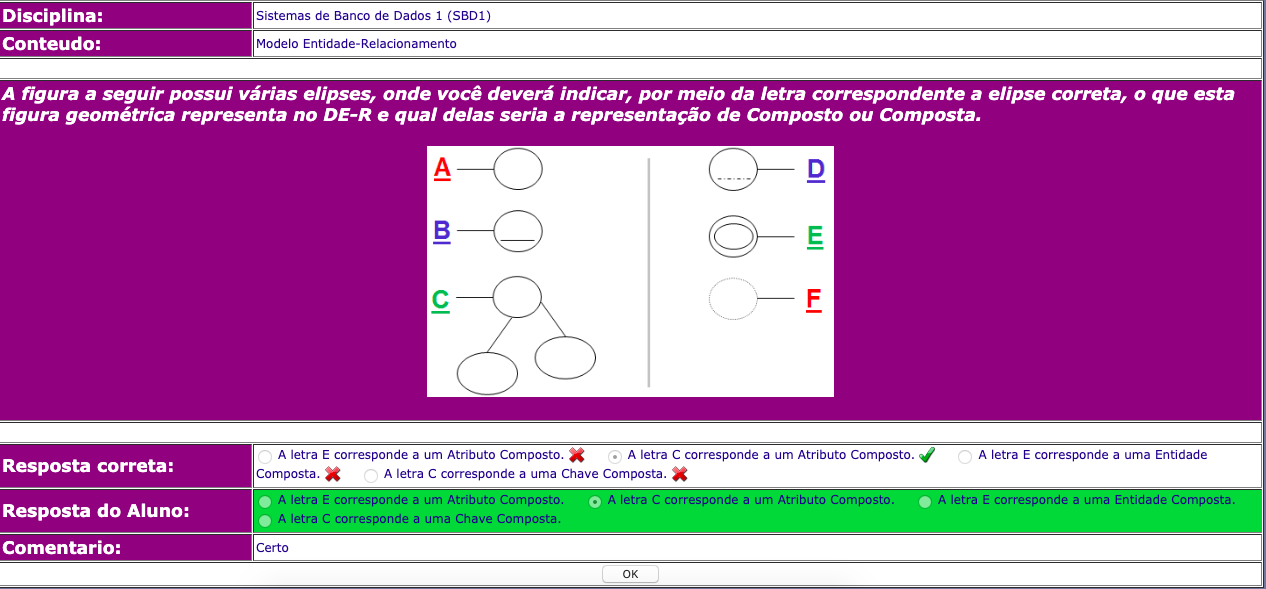 Disciplina: Sistemas de Banco de Dados 1 (SBD1)
Conteudo: Modelo Entidade-Relacionamento
A figura a seguir possui várias elipses, onde você deverá indicar, por meio da letra correspondente a elipse correta, o que esta
figura geométrica representa no DE-R e qual delas seria a representação de Composto ou Composta.
A
D
B
E
C
F
Resposta correta: A letra E corresponde a um Atributo Composto. A letra C corresponde a um Atributo Composto. A letra E corresponde a uma Entidade
Composta. A letra C corresponde a uma Chave Composta.
Resposta do Aluno: A letra E corresponde a um Atributo Composto. A letra C corresponde a um Atributo Composto. A letra E corresponde a uma Entidade Composta.
A letra C corresponde a uma Chave Composta.
Comentario: Certo
OK